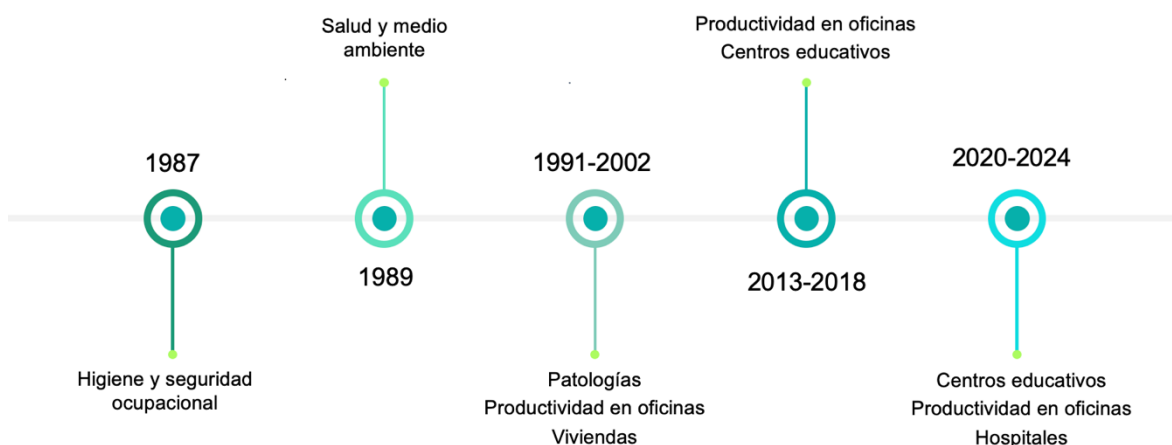 1987
Higiene y seguridad
ocupacional
Salud y medio
ambiente
1989
1991-2002
Patologías
Productividad en oficinas
Viviendas
Productividad en oficinas
Centros educativos
2013-2018
2020-2024
Centros educativos
Productividad en oficinas
Hospitales